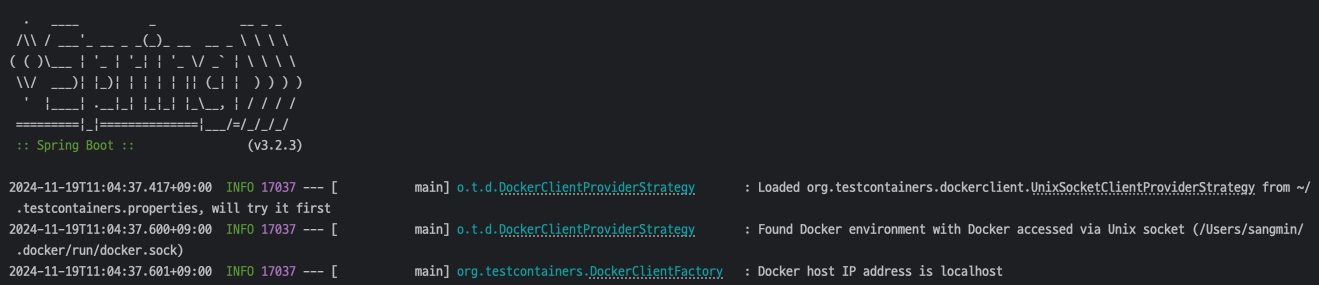 .   ____          _            __ _ _
 /\\ / ___'_ __ _ _(_)_ __  __ _ \ \ \ \
( ( )\___ | '_ | '_| | '_ \/ _` | \ \ \ \
 \\/  ___)| |_)| | | | | || (_| |  ) ) ) )
  '  |____| .__|_| |_|_| |_\__, | / / / /
 =========|_|==============|___/=/_/_/_/
 :: Spring Boot ::                (v3.2.3)
2024-11-19T11:04:37.417+09:00  INFO 17037 --- [           main] o.t.d.DockerClientProviderStrategy       : Loaded org.testcontainers.dockerclient.UnixSocketClientProviderStrategy from ~/
 .testcontainers.properties, will try it first
2024-11-19T11:04:37.600+09:00  INFO 17037 --- [           main] o.t.d.DockerClientProviderStrategy       : Found Docker environment with Docker accessed via Unix socket (/Users/sangmin/
 .docker/run/docker.sock)
2024-11-19T11:04:37.601+09:00  INFO 17037 --- [           main] org.testcontainers.DockerClientFactory   : Docker host IP address is localhost